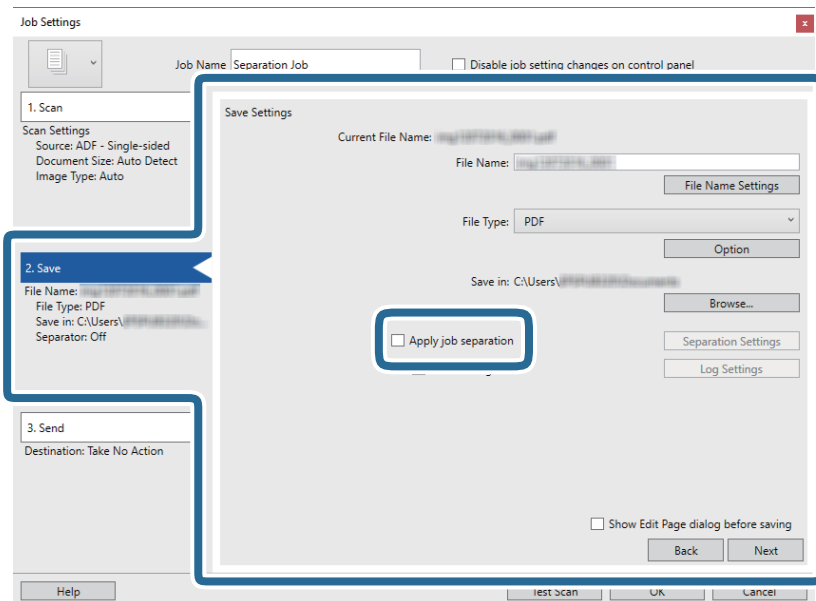 Job Settings
Job Name Separation Job
Disable job setting changes on control panel
1. Scan
Scan Settings
Source: ADF - Single-sided
Document Size: Auto Detect
Image Type: Auto
2. Save
File Name:
File Type: PDF
Save in: C:\Users\
Separator: Off
3. Send
Destination: Take No Action
Save Settings
Current File Name:
File Name:
File Name Settings
File Type: PDF
Option
Save in: C:\Users\
Browse...
Apply job separation
Separation Settings
Log Settings
Show Edit Page dialog before saving
Back Next
Help Test Scan OK Cancel